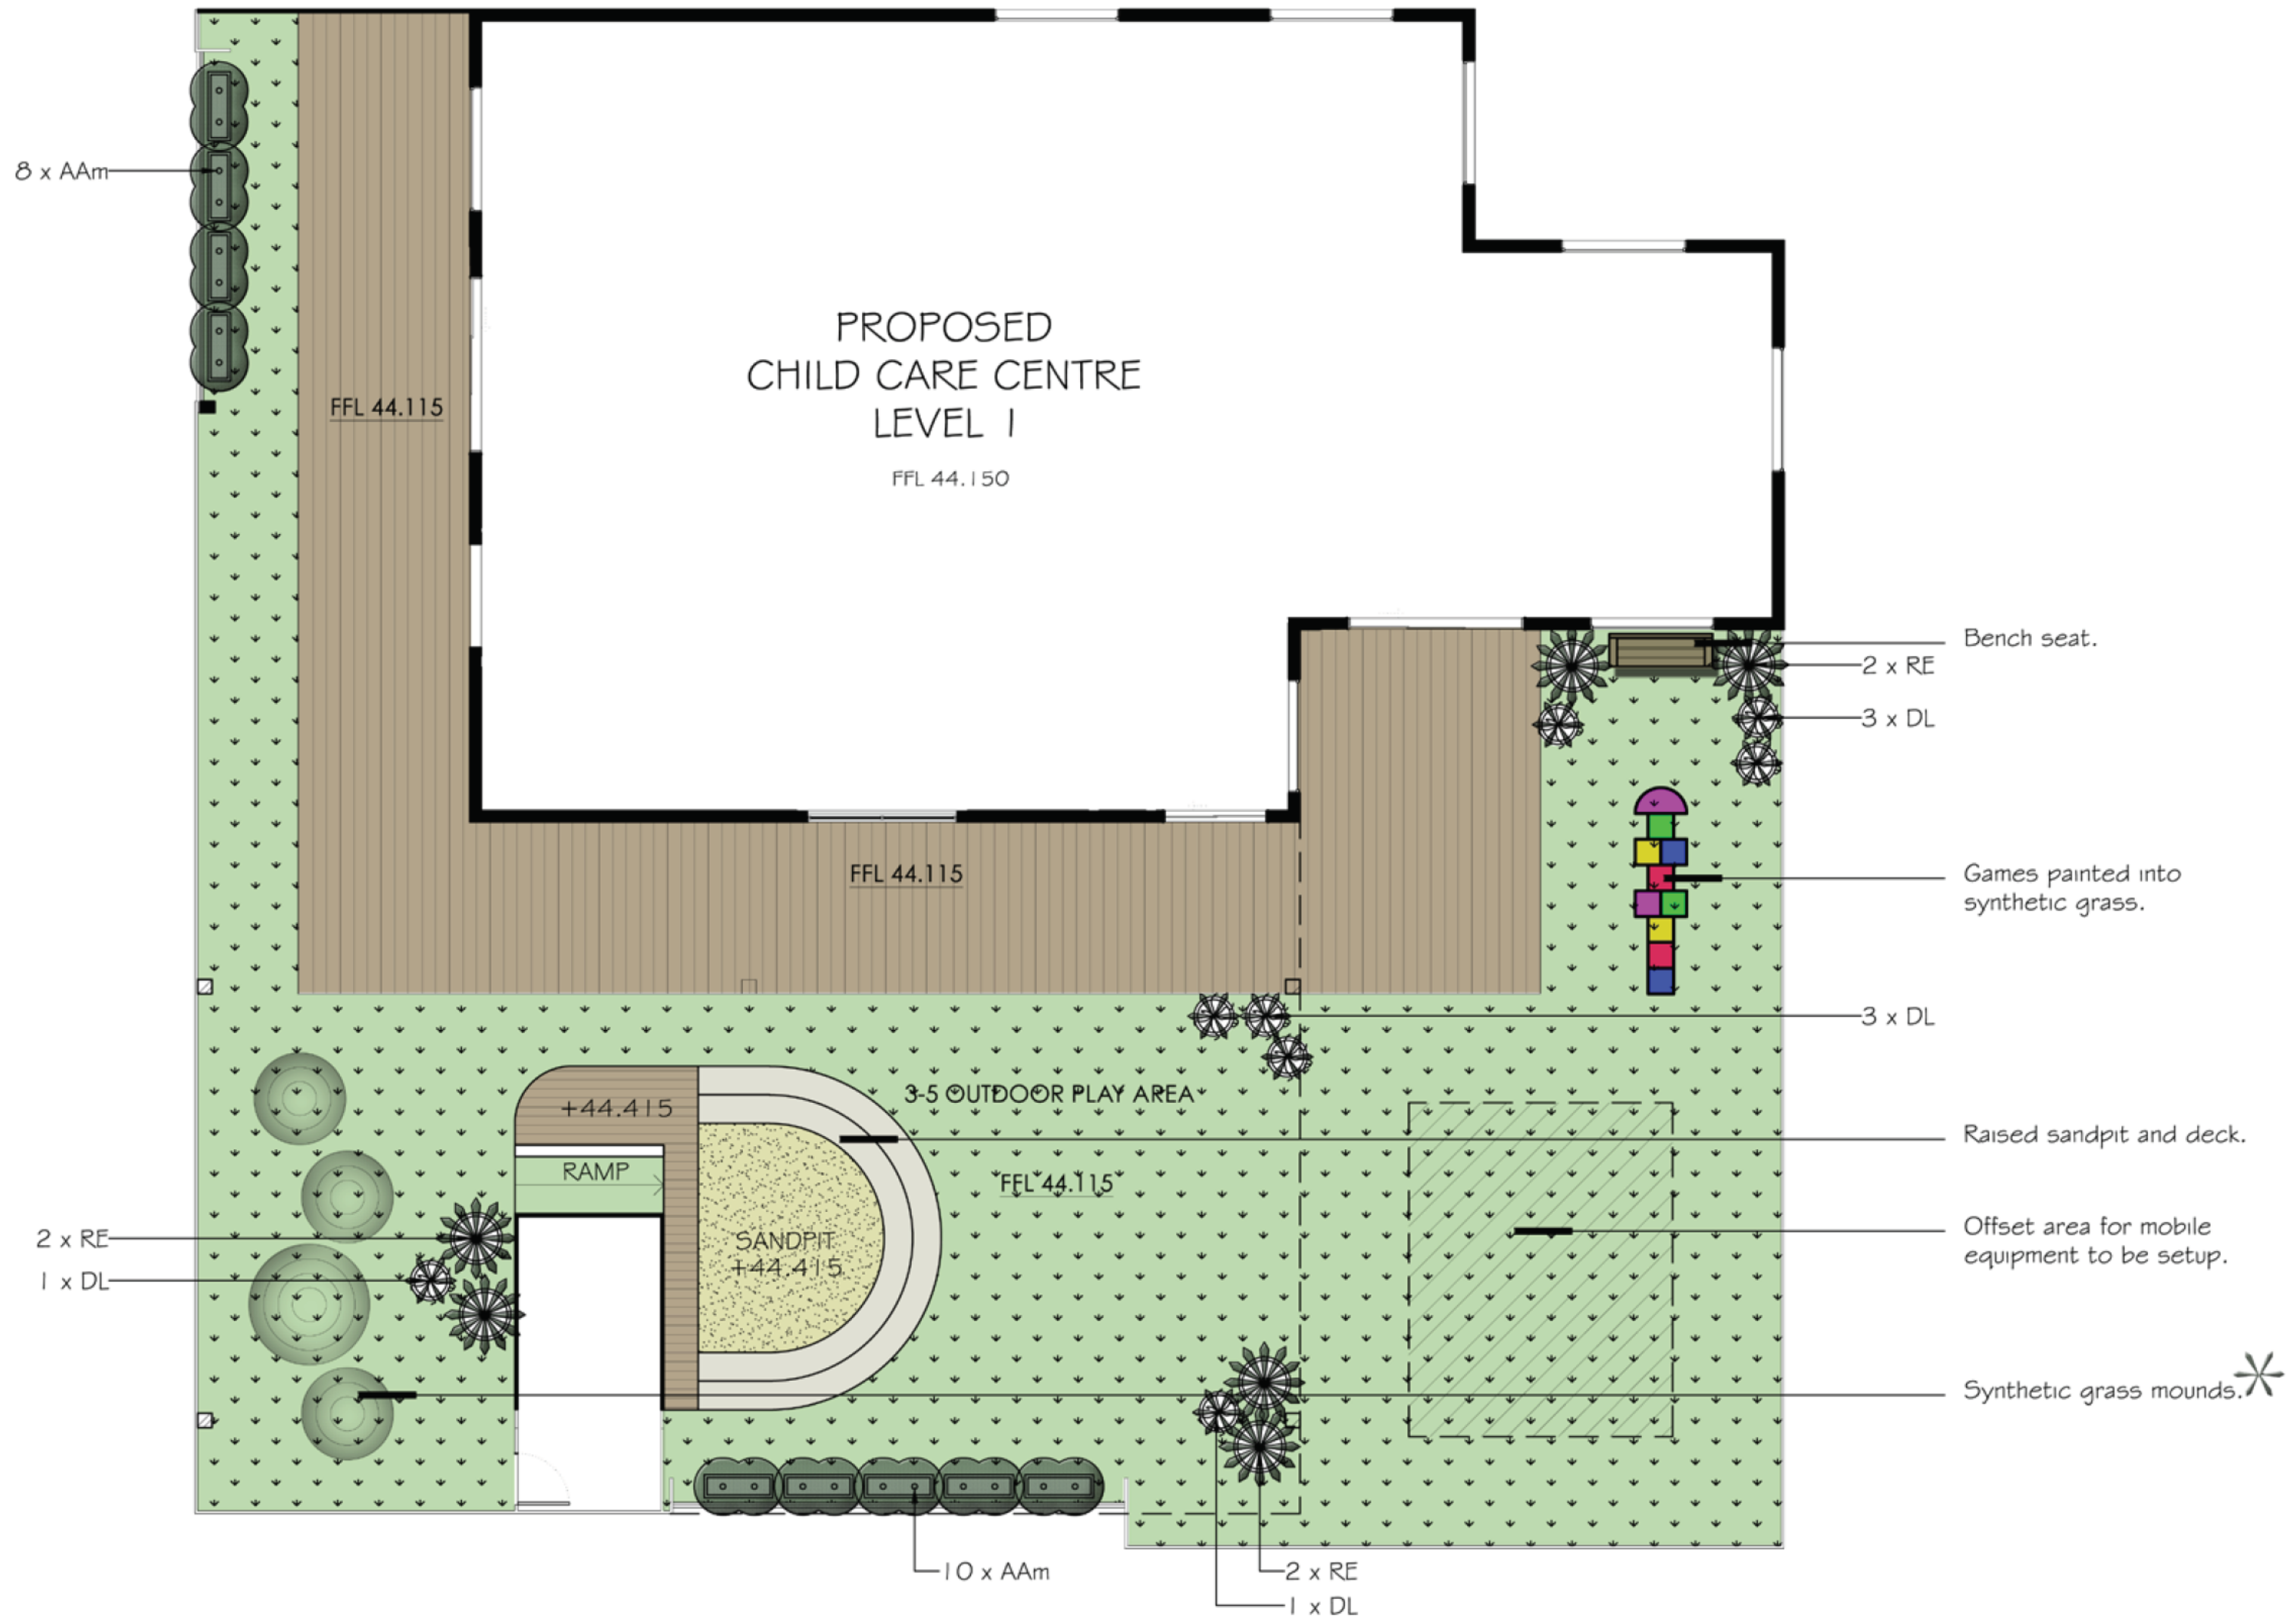 8 x AAm
PROPOSED
CHILD CARE CENTRE
LEVEL 1
FFL 44.150
FFL 44.115
Bench seat.
2 x RE
3 x DL
FFL 44.115
Games painted into
synthetic grass.
3 x DL
3-5 OUTDOOR PLAY AREA
+44.415
Raised sandpit and deck.
RAMP
FFL 44.115
SANDPIT
+44.415
Offset area for mobile
equipment to be setup.
2 x RE
1 x DL
Synthetic grass mounds.
10 x AAm
2 x RE
1 x DL